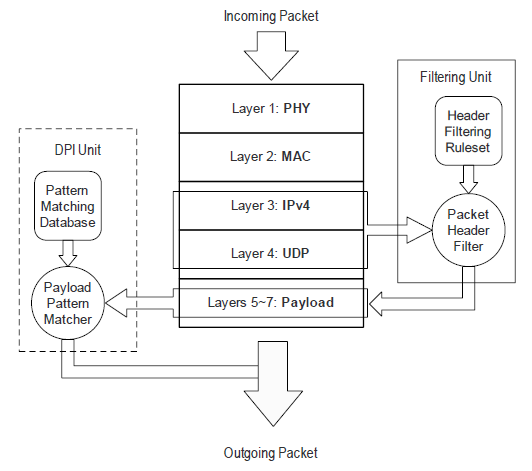 Incoming Packet
Filtering Unit
Header
Filtering
Ruleset
Packet
Header
Filter
Layer 1: PHY
Layer 2: MAC
Layer 3: IPv4
Layer 4: UDP
Layers 5~7: Payload
DPI Unit
Pattern
Matching
Database
Payload
Pattern
Matcher
Outgoing Packet